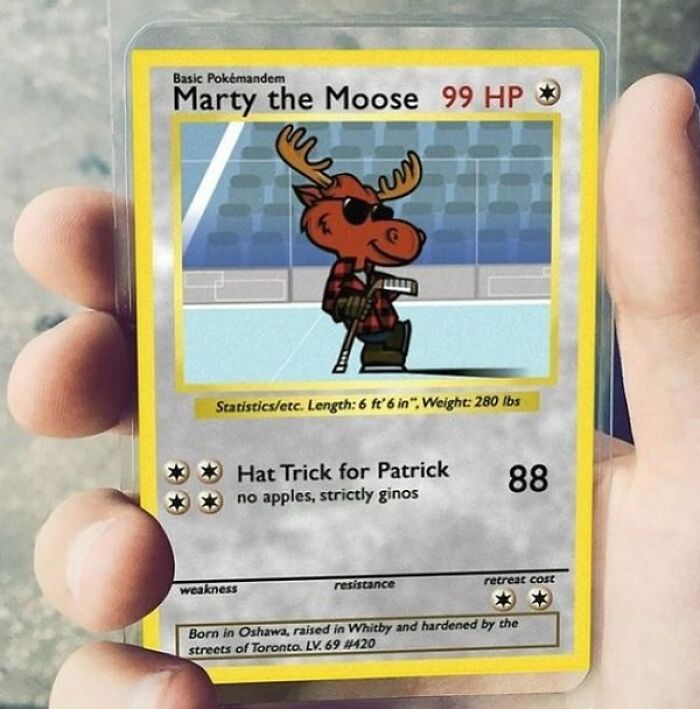 Basic Pokémandem
Marty the Moose 99 HP
Statistics/etc. Length: 6 ft'6 in", Weight: 280 lbs
Hat Trick for Patrick 88
no apples, strictly ginos
weakness resistance retreat cost
Born in Oshawa, raised in Whitby and hardened by the
streets of Toronto. LV. 69 #420